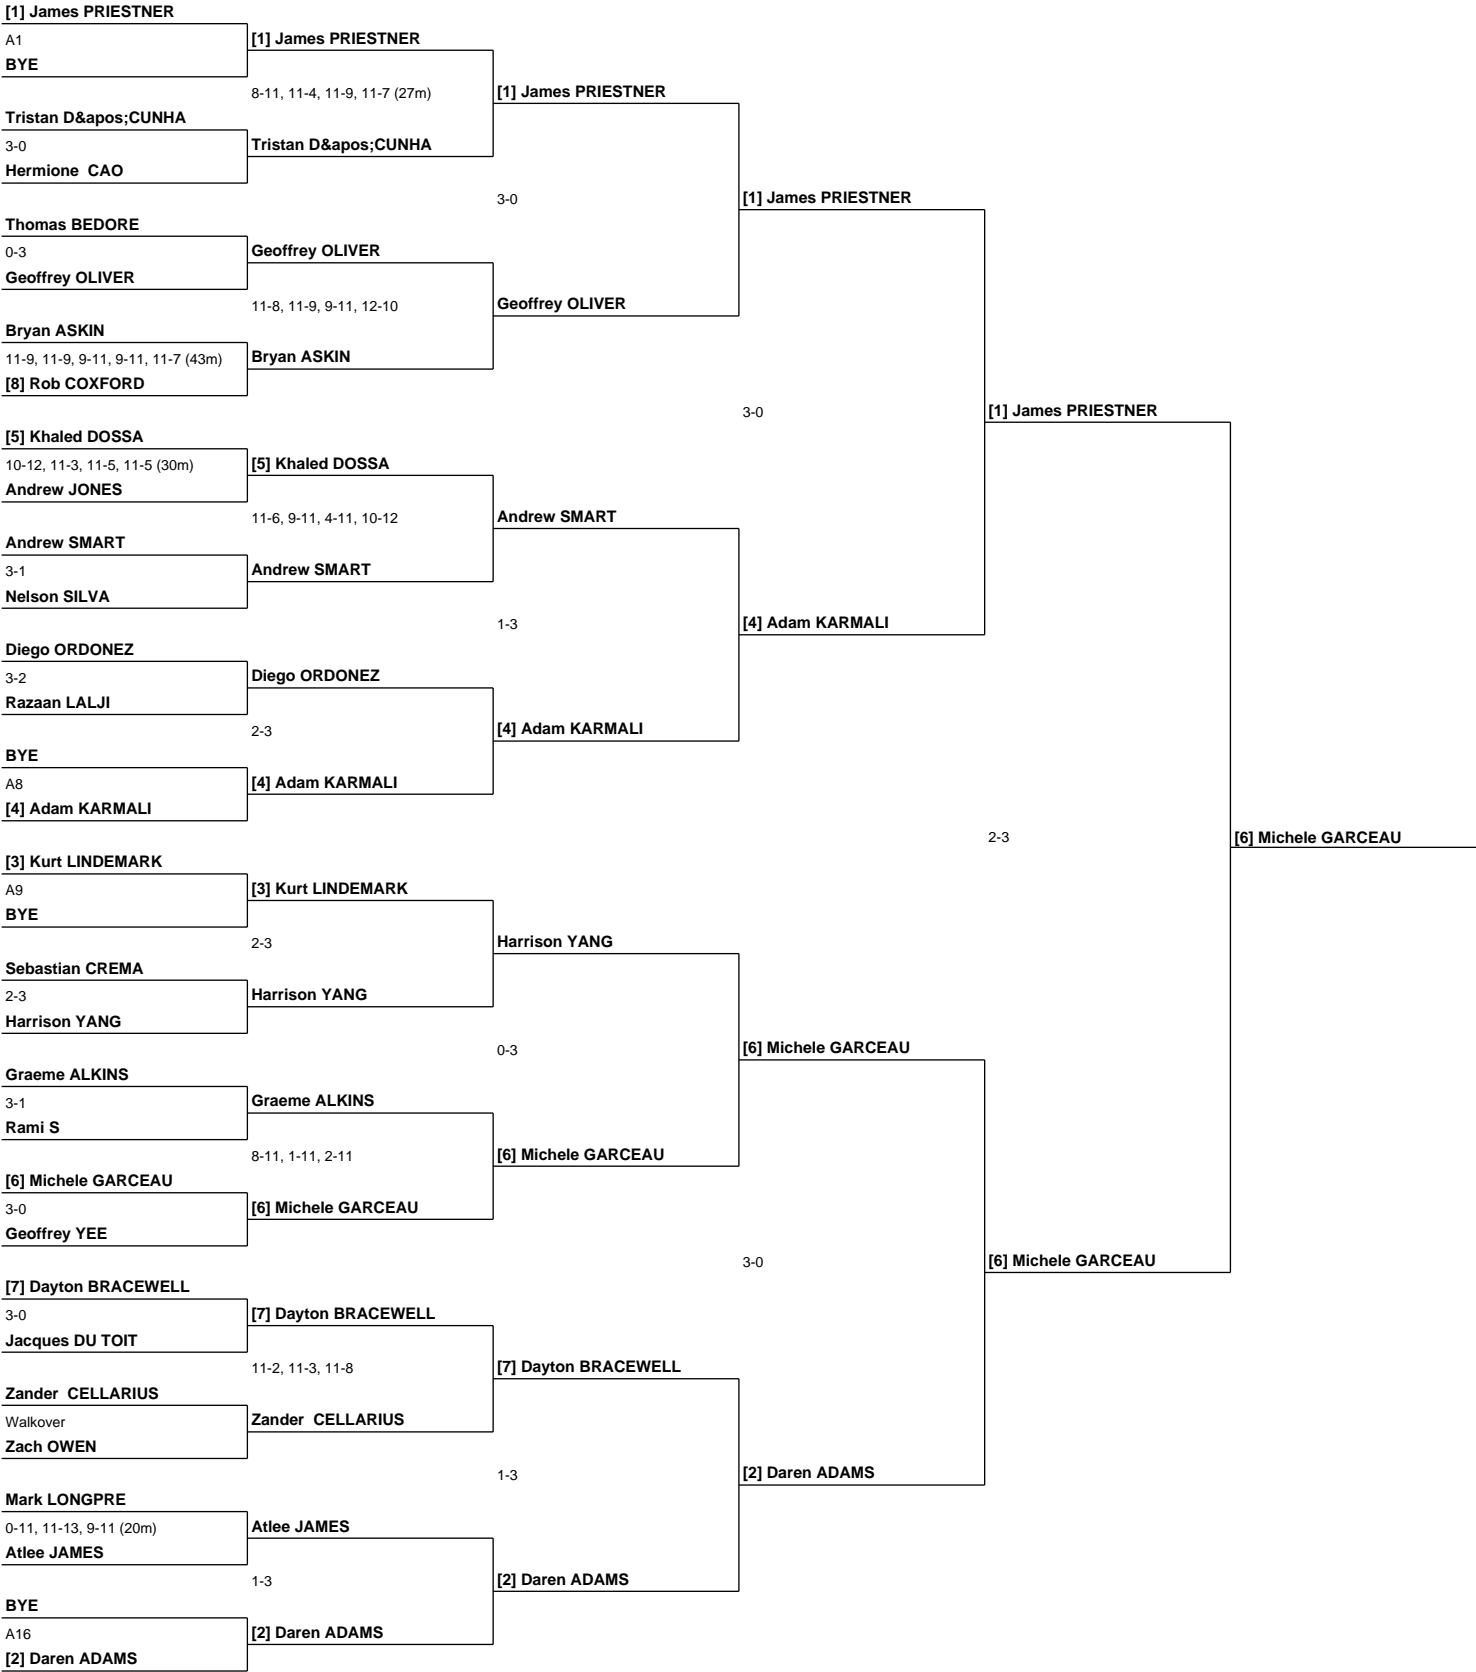 [1] James PRIESTNER
A1
BYE
[1] James PRIESTNER
8-11, 11-4, 11-9, 11-7 (27m)
[1] James PRIESTNER
Tristan D&apos;CUNHA
3-0
Hermione  CAO
Tristan D&apos;CUNHA
3-0
[1] James PRIESTNER
Thomas BEDORE
0-3
Geoffrey OLIVER
Geoffrey OLIVER
11-8, 11-9, 9-11, 12-10
Geoffrey OLIVER
Bryan ASKIN
11-9, 11-9, 9-11, 9-11, 11-7 (43m)
[8] Rob COXFORD
Bryan ASKIN
3-0
[1] James PRIESTNER
[5] Khaled DOSSA
10-12, 11-3, 11-5, 11-5 (30m)
Andrew JONES
[5] Khaled DOSSA
11-6, 9-11, 4-11, 10-12
Andrew SMART
Andrew SMART
3-1
Nelson SILVA
Andrew SMART
1-3
[4] Adam KARMALI
Diego ORDONEZ
3-2
Razaan LALJI
Diego ORDONEZ
2-3
[4] Adam KARMALI
BYE
A8
[4] Adam KARMALI
[4] Adam KARMALI
2-3
[6] Michele GARCEAU
[3] Kurt LINDEMARK
A9
BYE
[3] Kurt LINDEMARK
2-3
Harrison YANG
Sebastian CREMA
2-3
Harrison YANG
Harrison YANG
0-3
[6] Michele GARCEAU
Graeme ALKINS
3-1
Rami S
Graeme ALKINS
8-11, 1-11, 2-11
[6] Michele GARCEAU
[6] Michele GARCEAU
3-0
Geoffrey YEE
[6] Michele GARCEAU
3-0
[6] Michele GARCEAU
[7] Dayton BRACEWELL
3-0
Jacques DU TOIT
[7] Dayton BRACEWELL
11-2, 11-3, 11-8
[7] Dayton BRACEWELL
Zander  CELLARIUS
Walkover
Zach OWEN
Zander  CELLARIUS
1-3
[2] Daren ADAMS
Mark LONGPRE
0-11, 11-13, 9-11 (20m)
Atlee JAMES
Atlee JAMES
1-3
[2] Daren ADAMS
BYE
A16
[2] Daren ADAMS
[2] Daren ADAMS